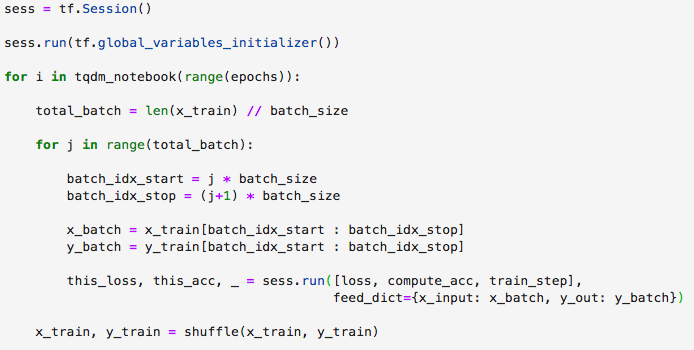 sess = tf.Session()
sess.run(tf.global_variables_initializer())
for i in tqdm_notebook(range(epochs)):
total_batch = len(x_train) // batch_size
for j in range(total_batch):
batch_idx_start = j * batch_size
batch_idx_stop = (j+1) * batch_size
x_batch = x_train[batch_idx_start : batch_idx_stop]
y_batch = y_train[batch_idx_start : batch_idx_stop]
this_loss, this_acc, _ = sess.run([loss, compute_acc, train_step],
feed_dict={x_input: x_batch, y_out: y_batch})
x_train, y_train = shuffle(x_train, y_train)